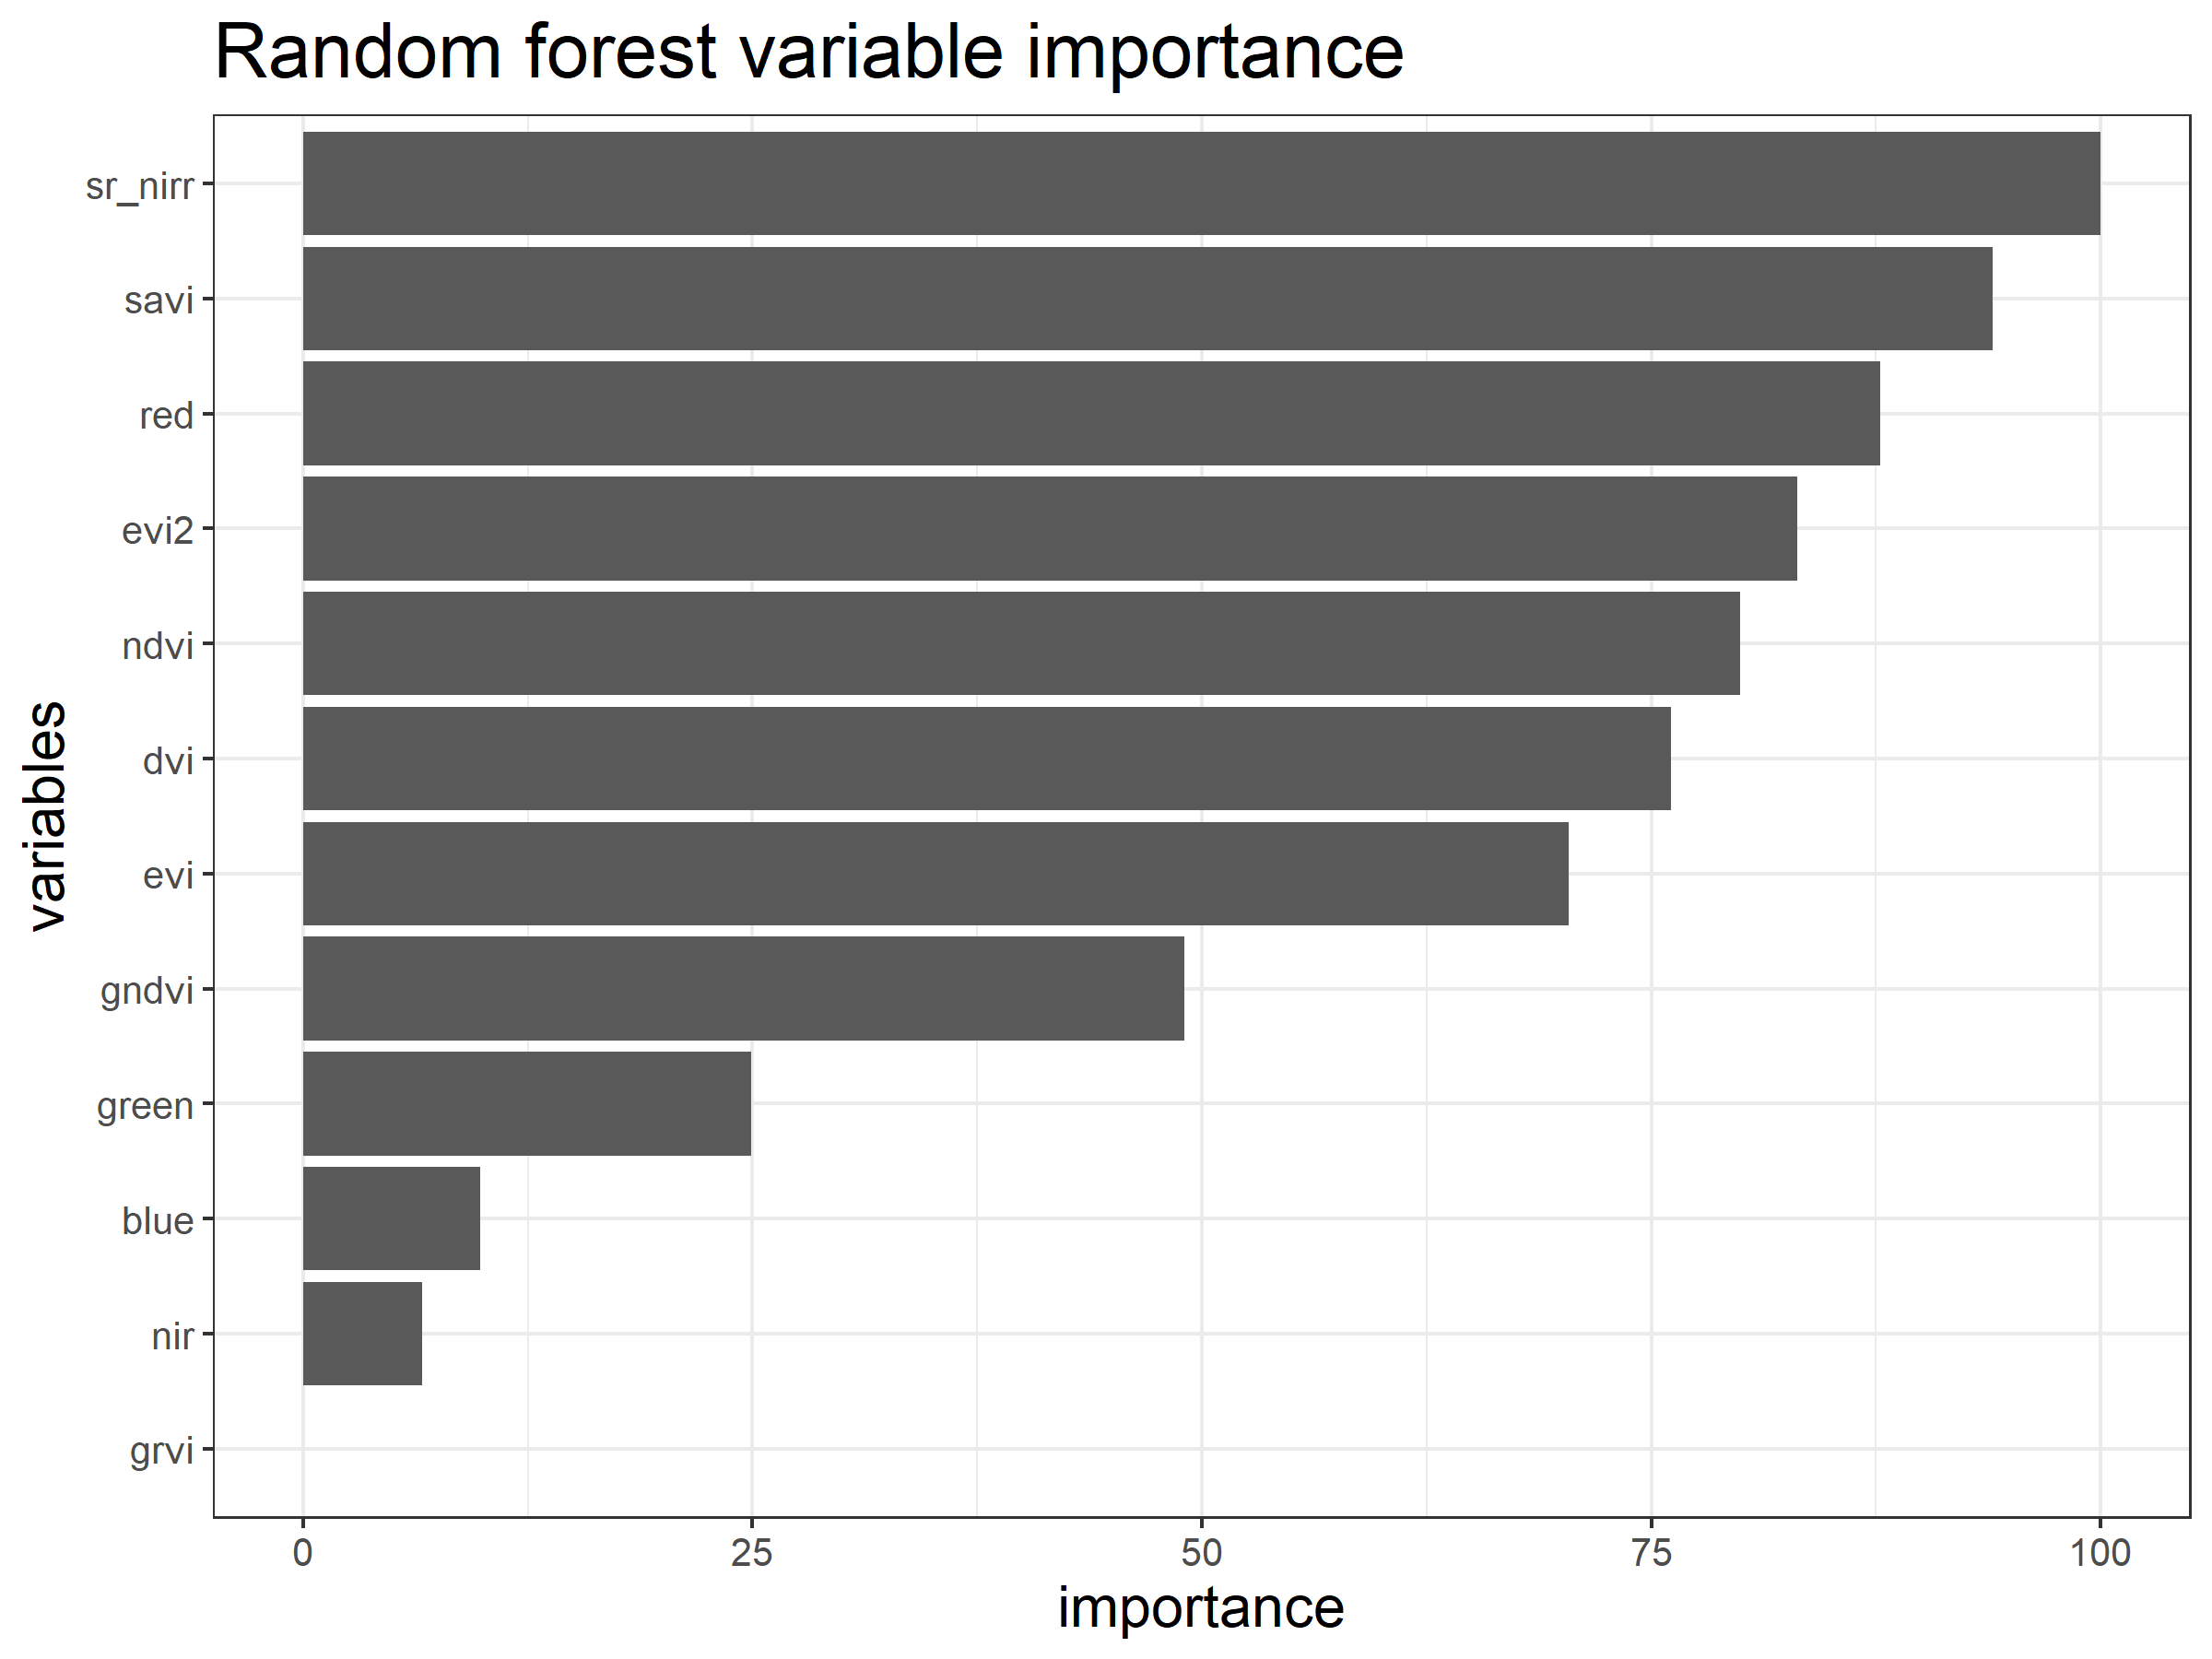 Random forest variable importance
sr_nirr
savi
red
evi2
ndvi
dvi
evi
gndvi
green
blue
nir
grvi
variables
0 25 50 75 100
importance